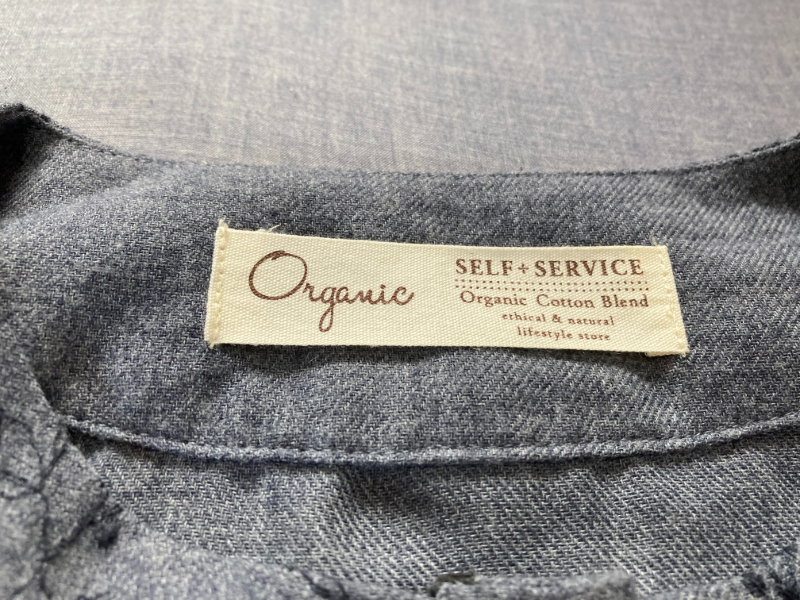 Organic
SELF+SERVICE
Organic Cotton Blend
ethical & natural
lifestyle store